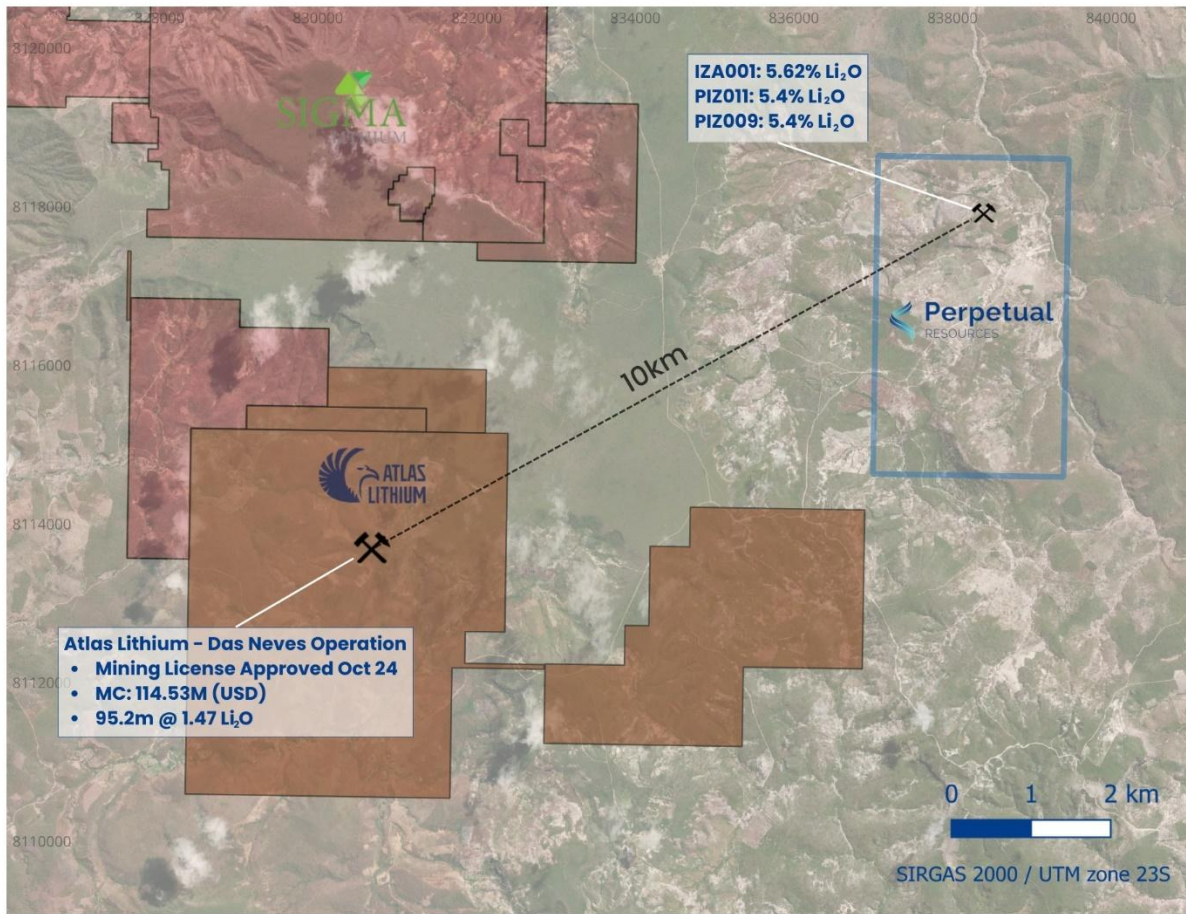 828000 830000 832000 834000 836000 838000 840000
8120000
8118000
8116000
8114000
8112000
8110000
SIGMA
LITHIUM
IZA001: 5.62% Li₂O
PIZ011: 5.4% Li₂O
PIZ009: 5.4% Li₂O
Perpetual
RESOURCES
10km
ATLAS
LITHIUM
Atlas Lithium – Das Neves Operation
• Mining License Approved Oct 24
• MC: 114.53M (USD)
• 95.2m @ 1.47 Li₂O
0 1 2 km
SIRGAS 2000 / UTM zone 23S